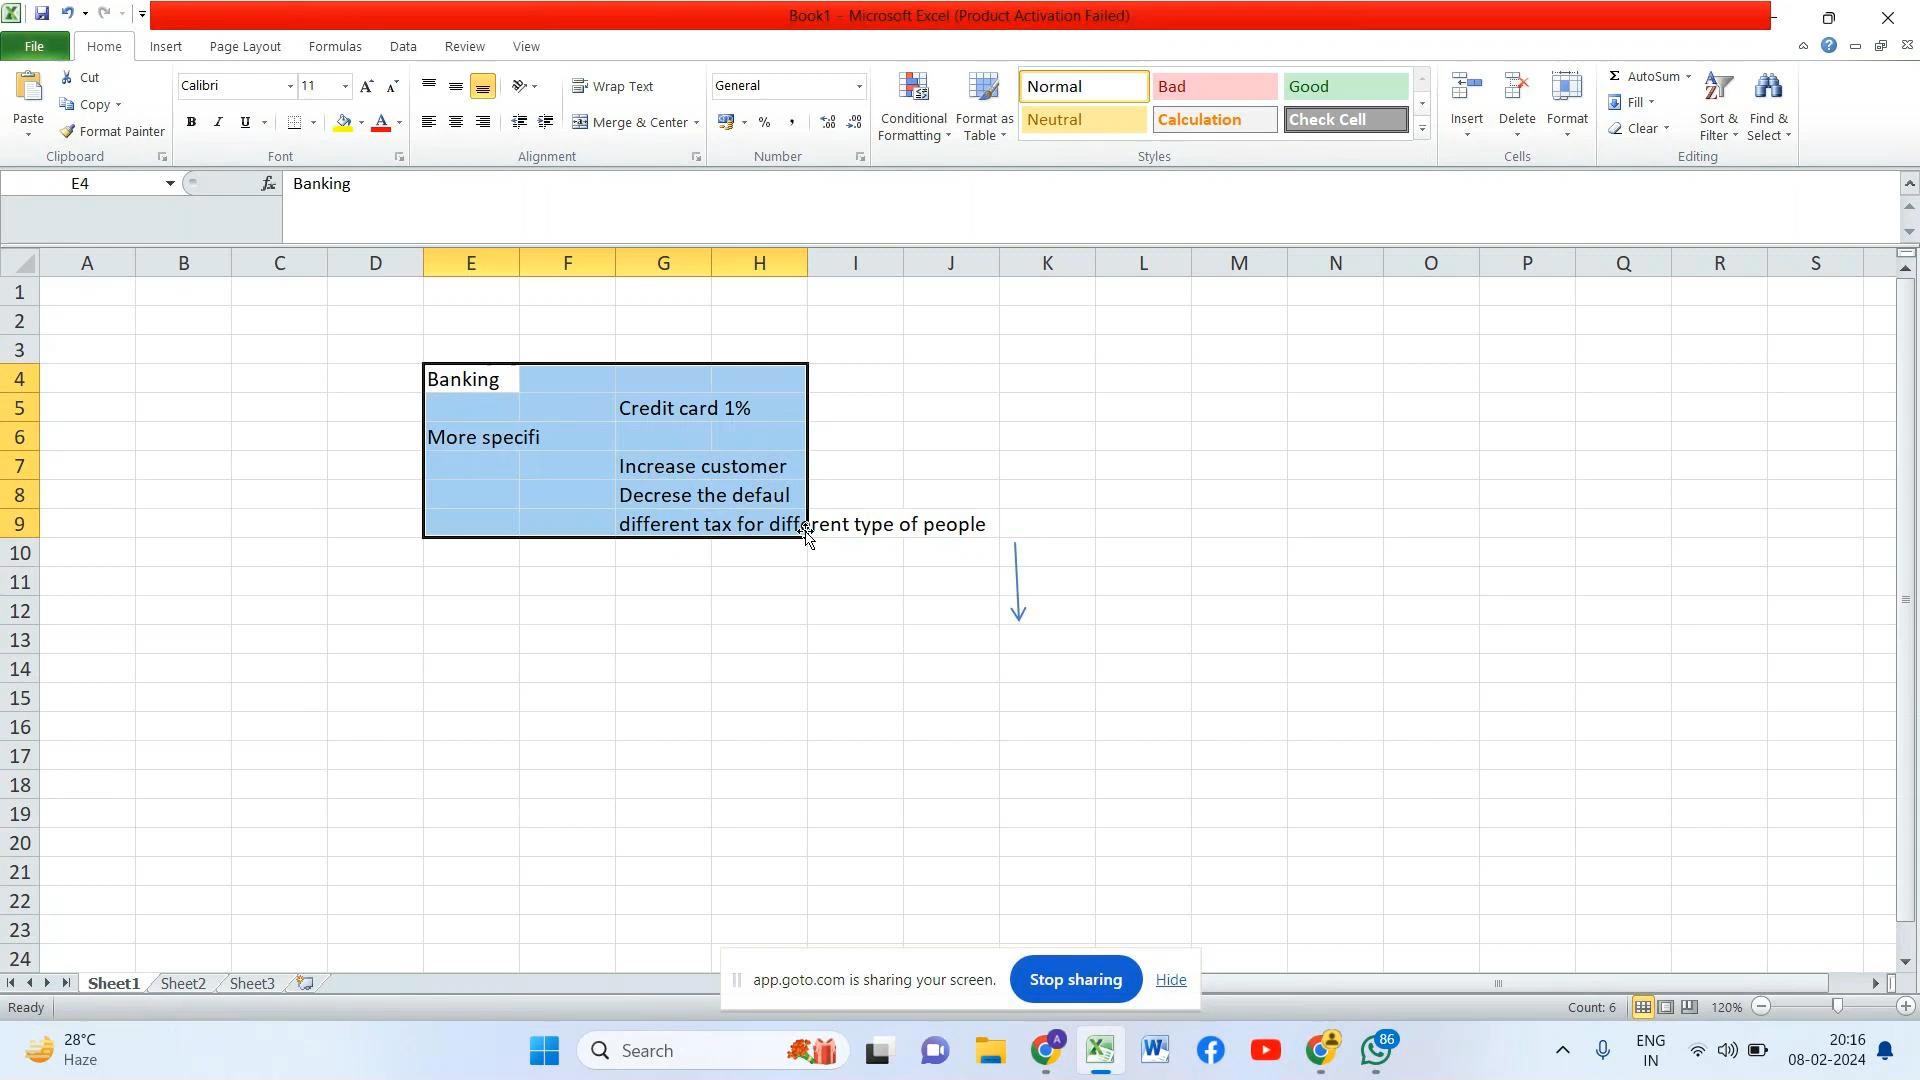 Book1 - Microsoft Excel (Product Activation Failed)
File Home Insert Page Layout Formulas Data Review View
Cut
Copy
Format Painter
Paste
Clipboard
Calibri 11
B I U
Font
Wrap Text
Merge & Center
Alignment
General
Number
Conditional Formatting
Format as Table
Normal Bad Good
Neutral Calculation Check Cell
Styles
Insert Delete Format
Cells
AutoSum
Fill
Clear
Sort & Filter
Find & Select
Editing
E4 fx Banking
A B C D E F G H I J K L M N O P Q R S
1
2
3
4 Banking
5 Credit card 1%
6 More specifi
7 Increase customer
8 Decrese the defaul
9 different tax for different type of people
10
11
12
13
14
15
16
17
18
19
20
21
22
23
24
app.goto.com is sharing your screen. Stop sharing Hide
Sheet1 Sheet2 Sheet3
Ready Count: 6 120%
28°C
Haze
Search
86
ENG
IN
20:16
08-02-2024